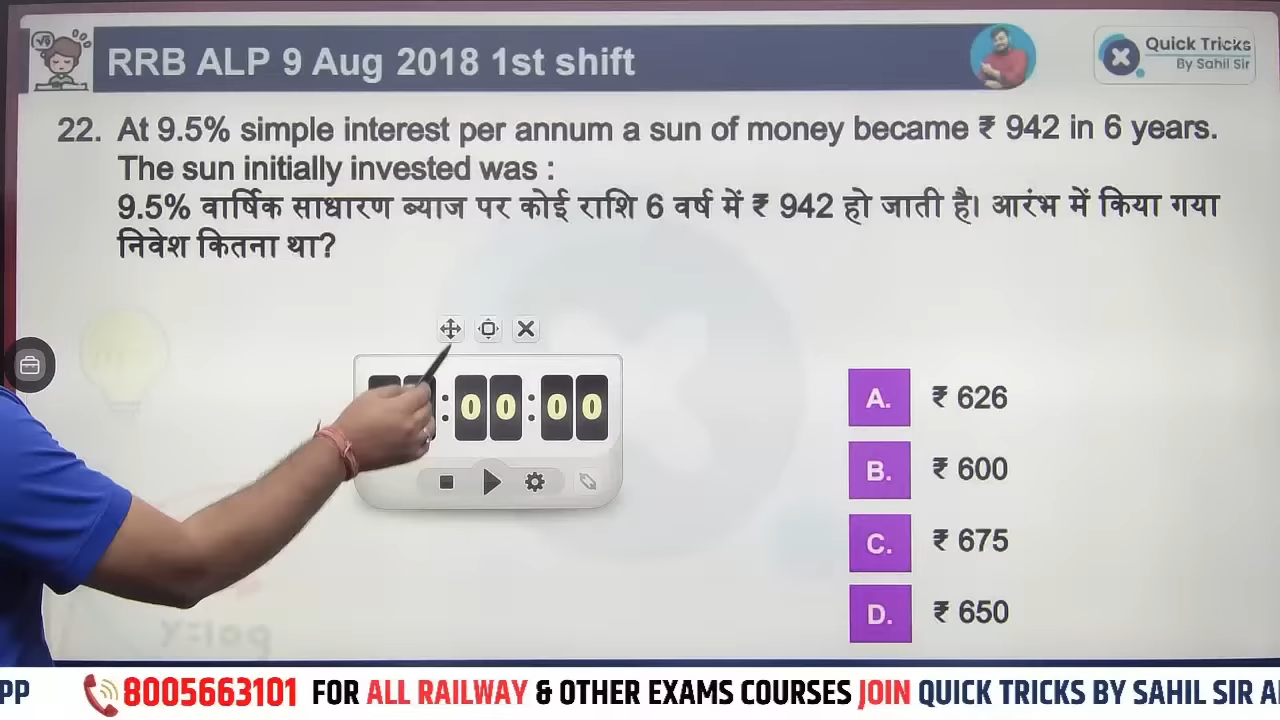 RRB ALP 9 Aug 2018 1st shift
Quick Tricks
By Sahil Sir
22. At 9.5% simple interest per annum a sun of money became ₹ 942 in 6 years.
The sun initially invested was :
9.5% वार्षिक साधारण ब्याज पर कोई राशि 6 वर्ष में ₹ 942 हो जाती है। आरंभ में किया गया
निवेश कितना था?
:00:00
A. ₹ 626
B. ₹ 600
C. ₹ 675
D. ₹ 650
y=log
PP 8005663101 FOR ALL RAILWAY & OTHER EXAMS COURSES JOIN QUICK TRICKS BY SAHIL SIR